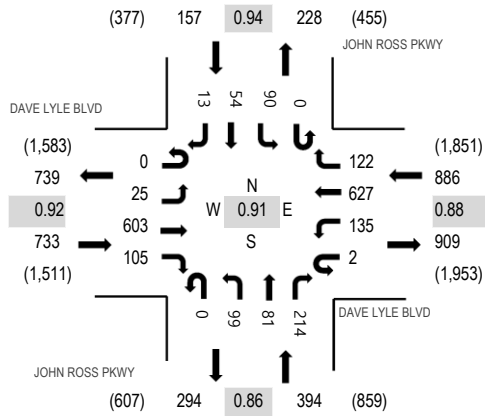 (377) 157 0.94 228 (455)
JOHN ROSS PKWY
13 54 90 0
DAVE LYLE BLVD
(1,583) (1,851)
0 122
739 886
25 N 627
0.92 W 0.91 E 0.88
603 135
733 S 909
105 2
(1,511) (1,953)
0 99 81 214
DAVE LYLE BLVD
JOHN ROSS PKWY
(607) 294 0.86 394 (859)